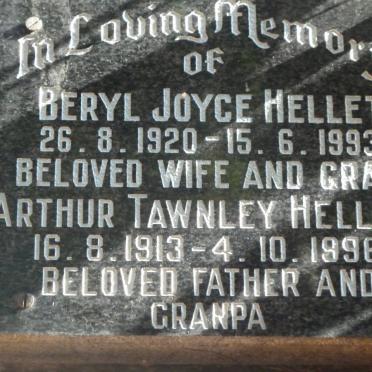 In Loving Memory
of
BERYL JOYCE HELLET
26.8.1920-15.6.1993
BELOVED WIFE AND GRA
ARTHUR TAWNLEY HELL
16.8.1913-4.10.1996
BELOVED FATHER AND
GRANPA